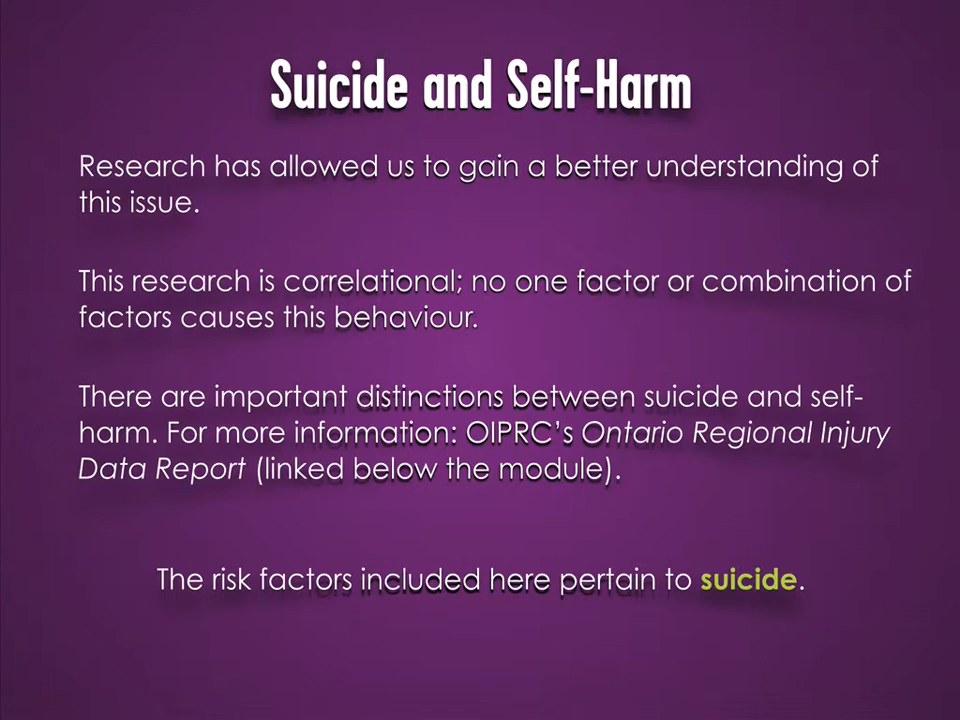 Suicide and Self-Harm
Research has allowed us to gain a better understanding of
this issue.
This research is correlational; no one factor or combination of
factors causes this behaviour.
There are important distinctions between suicide and self-
harm. For more information: OIPRC's Ontario Regional Injury
Data Report (linked below the module).
The risk factors included here pertain to suicide.